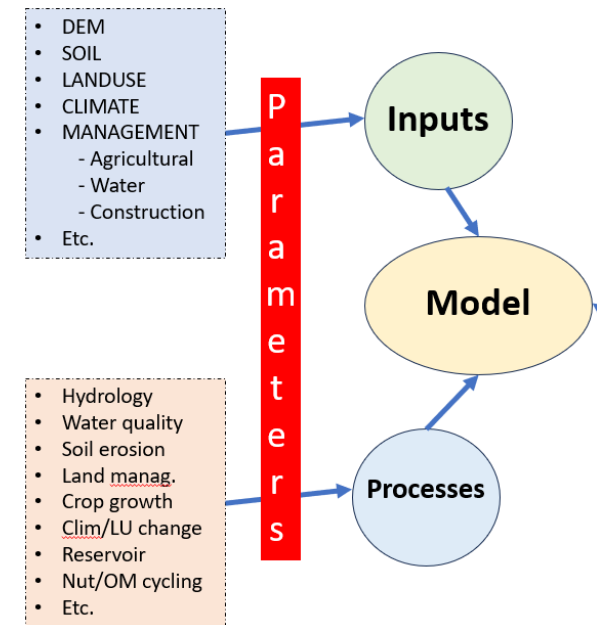 • DEM
• SOIL
• LANDUSE
• CLIMATE
• MANAGEMENT
- Agricultural
- Water
- Construction
• Etc.
Parameters
Inputs
Model
• Hydrology
• Water quality
• Soil erosion
• Land manag.
• Crop growth
• Clim/LU change
• Reservoir
• Nut/OM cycling
• Etc.
Processes